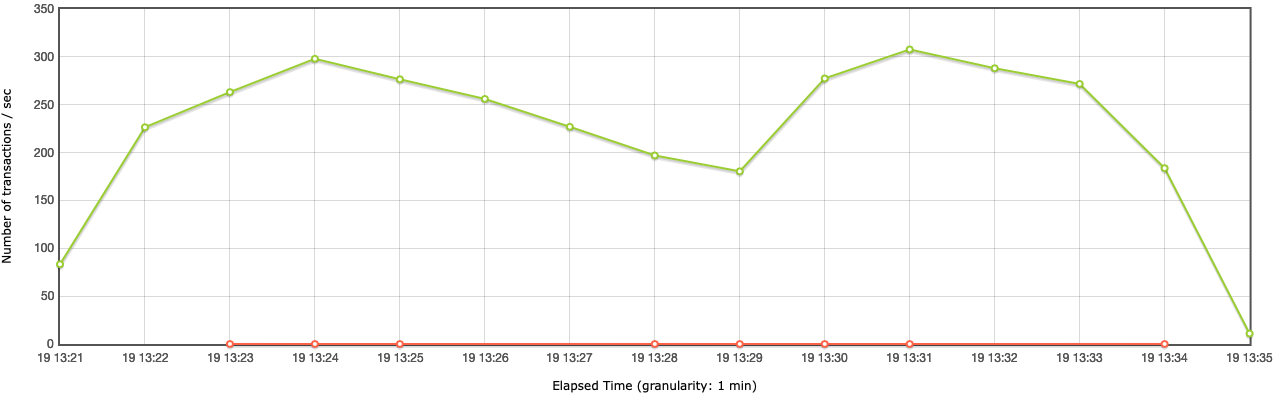 350
300
250
200
150
100
50
0
Number of transactions / sec
19 13:21 19 13:22 19 13:23 19 13:24 19 13:25 19 13:26 19 13:27 19 13:28 19 13:29 19 13:30 19 13:31 19 13:32 19 13:33 19 13:34 19 13:35
Elapsed Time (granularity: 1 min)